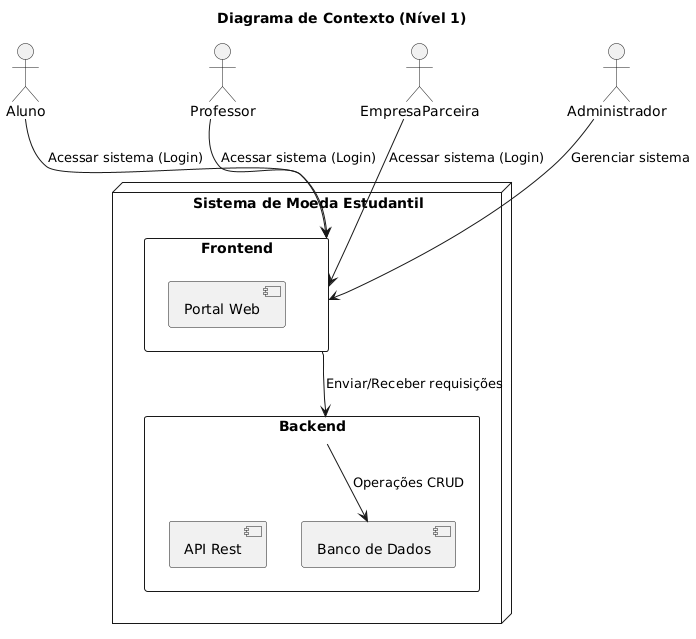 Diagrama de Contexto (Nível 1)
Aluno
Professor
EmpresaParceira
Administrador
Acessar sistema (Login)
Acessar sistema (Login)
Acessar sistema (Login)
Gerenciar sistema
Sistema de Moeda Estudantil
Frontend
Portal Web
Enviar/Receber requisições
Backend
Operações CRUD
API Rest
Banco de Dados